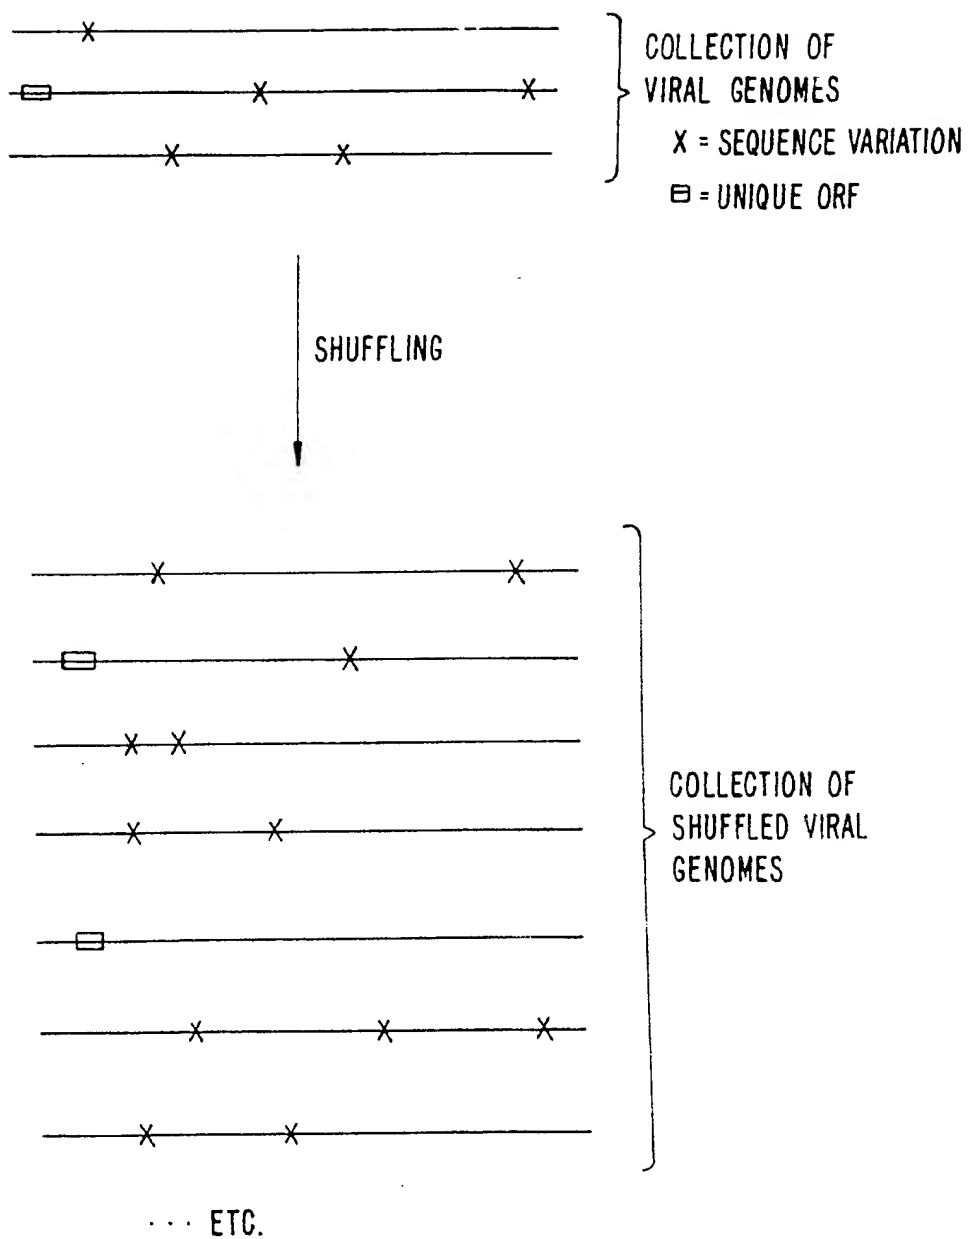 COLLECTION OF
VIRAL GENOMES
X = SEQUENCE VARIATION
= UNIQUE ORF
SHUFFLING
COLLECTION OF
SHUFFLED VIRAL
GENOMES
... ETC.